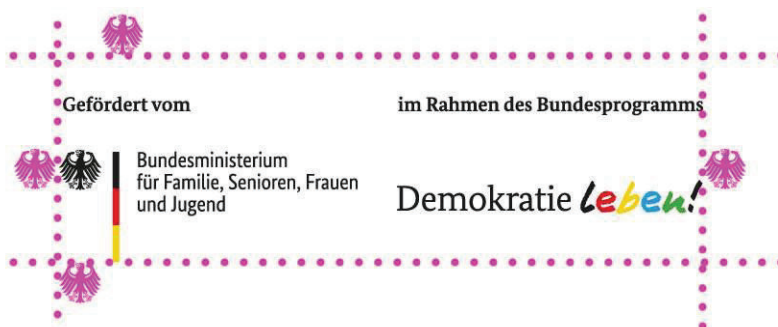 Gefördert vom
im Rahmen des Bundesprogramms
Bundesministerium
für Familie, Senioren, Frauen
und Jugend
Demokratie leben!